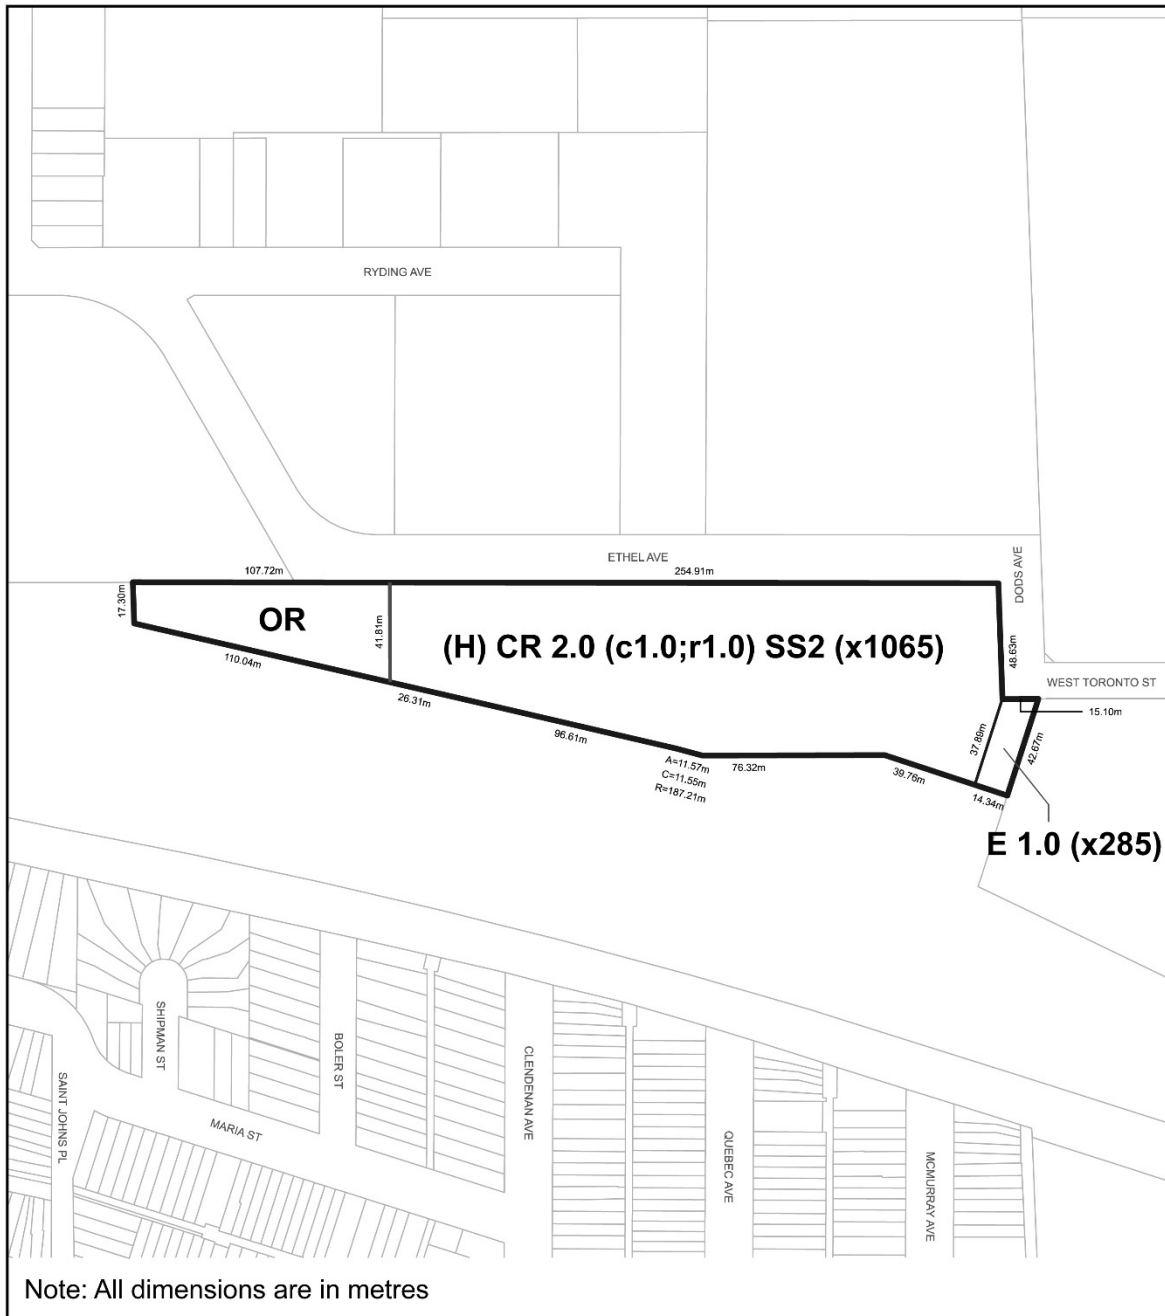 RYDING AVE
ETHEL AVE
107.72m
254.91m
DODS AVE
17.30m
OR
41.81m
(H) CR 2.0 (c1.0;r1.0) SS2 (x1065)
48.63m
110.04m
WEST TORONTO ST
26.31m
15.10m
96.61m
37.89m
42.67m
A=11.57m
C=11.55m
R=187.21m
76.32m
39.76m
14.34m
E 1.0 (x285)
SHIPMAN ST
BOLER ST
CLENDENAN AVE
SAINT JOHNS PL
MARIA ST
QUEBEC AVE
MCMURRAY AVE
Note: All dimensions are in metres